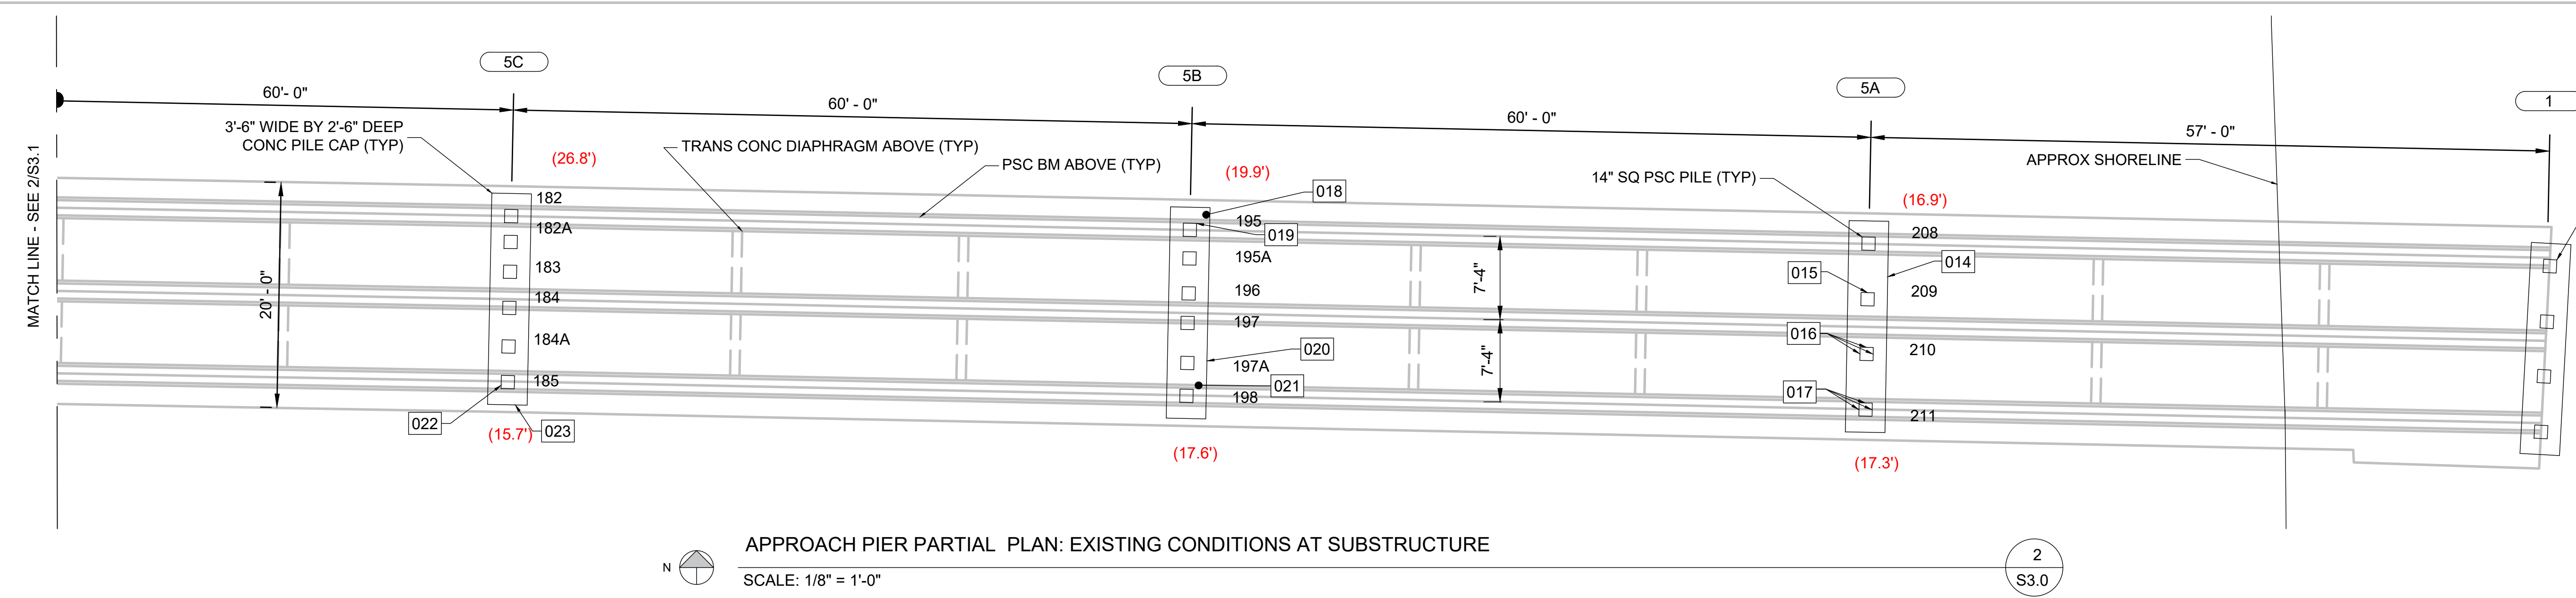 5C
5B
5A
1
60'- 0"
60' - 0"
60' - 0"
57' - 0"
3'-6" WIDE BY 2'-6" DEEP
CONC PILE CAP (TYP)
(26.8')
TRANS CONC DIAPHRAGM ABOVE (TYP)
PSC BM ABOVE (TYP)
(19.9')
018
14" SQ PSC PILE (TYP)
(16.9')
APPROX SHORELINE
MATCH LINE - SEE 2/S3.1
20' - 0"
182
182A
183
184
184A
185
022
(15.7')
023
195
019
195A
196
197
020
197A
021
198
(17.6')
7'-4"
7'-4"
208
014
015
209
016
210
017
211
(17.3')
N
APPROACH PIER PARTIAL PLAN: EXISTING CONDITIONS AT SUBSTRUCTURE
SCALE: 1/8" = 1'-0"
2
S3.0